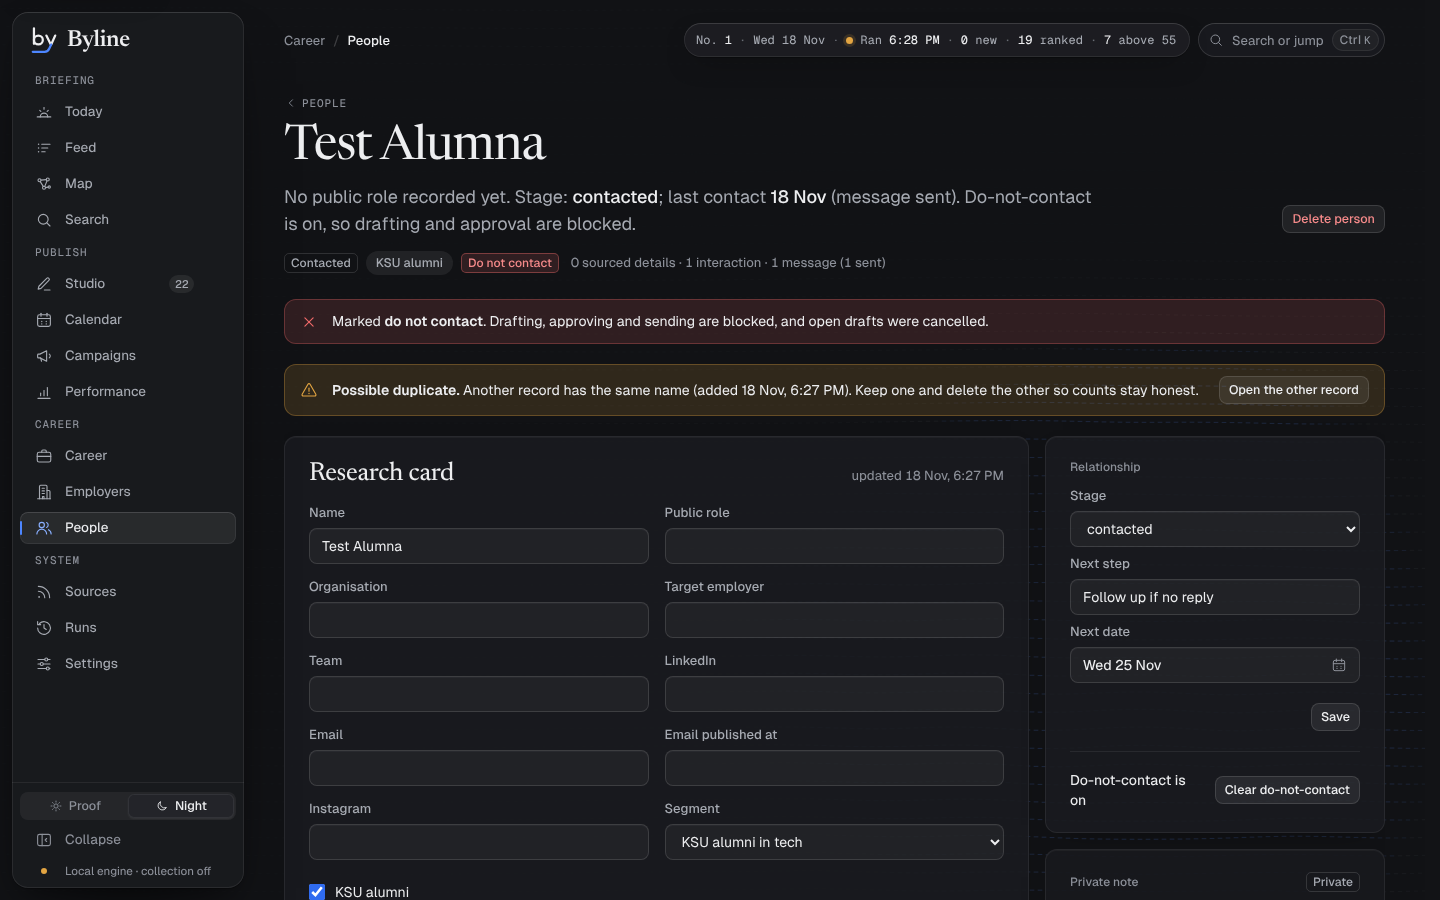 by Byline
BRIEFING
Today
Feed
Map
Search
PUBLISH
Studio 22
Calendar
Campaigns
Performance
CAREER
Career
Employers
People
SYSTEM
Sources
Runs
Settings
Proof Night
Collapse
Local engine · collection off
Career / People
No. 1 · Wed 18 Nov · Ran 6:28 PM · 0 new · 19 ranked · 7 above 55
Search or jump Ctrl K
PEOPLE
Test Alumna
No public role recorded yet. Stage: contacted; last contact 18 Nov (message sent). Do-not-contact
is on, so drafting and approval are blocked.
Delete person
Contacted KSU alumni Do not contact 0 sourced details · 1 interaction · 1 message (1 sent)
Marked do not contact. Drafting, approving and sending are blocked, and open drafts were cancelled.
Possible duplicate. Another record has the same name (added 18 Nov, 6:27 PM). Keep one and delete the other so counts stay honest. Open the other record
Research card updated 18 Nov, 6:27 PM
Name Public role
Test Alumna
Organisation Target employer
Team LinkedIn
Email Email published at
Instagram Segment
KSU alumni in tech
KSU alumni
Relationship
Stage
contacted
Next step
Follow up if no reply
Next date
Wed 25 Nov
Save
Do-not-contact is
on
Clear do-not-contact
Private note Private